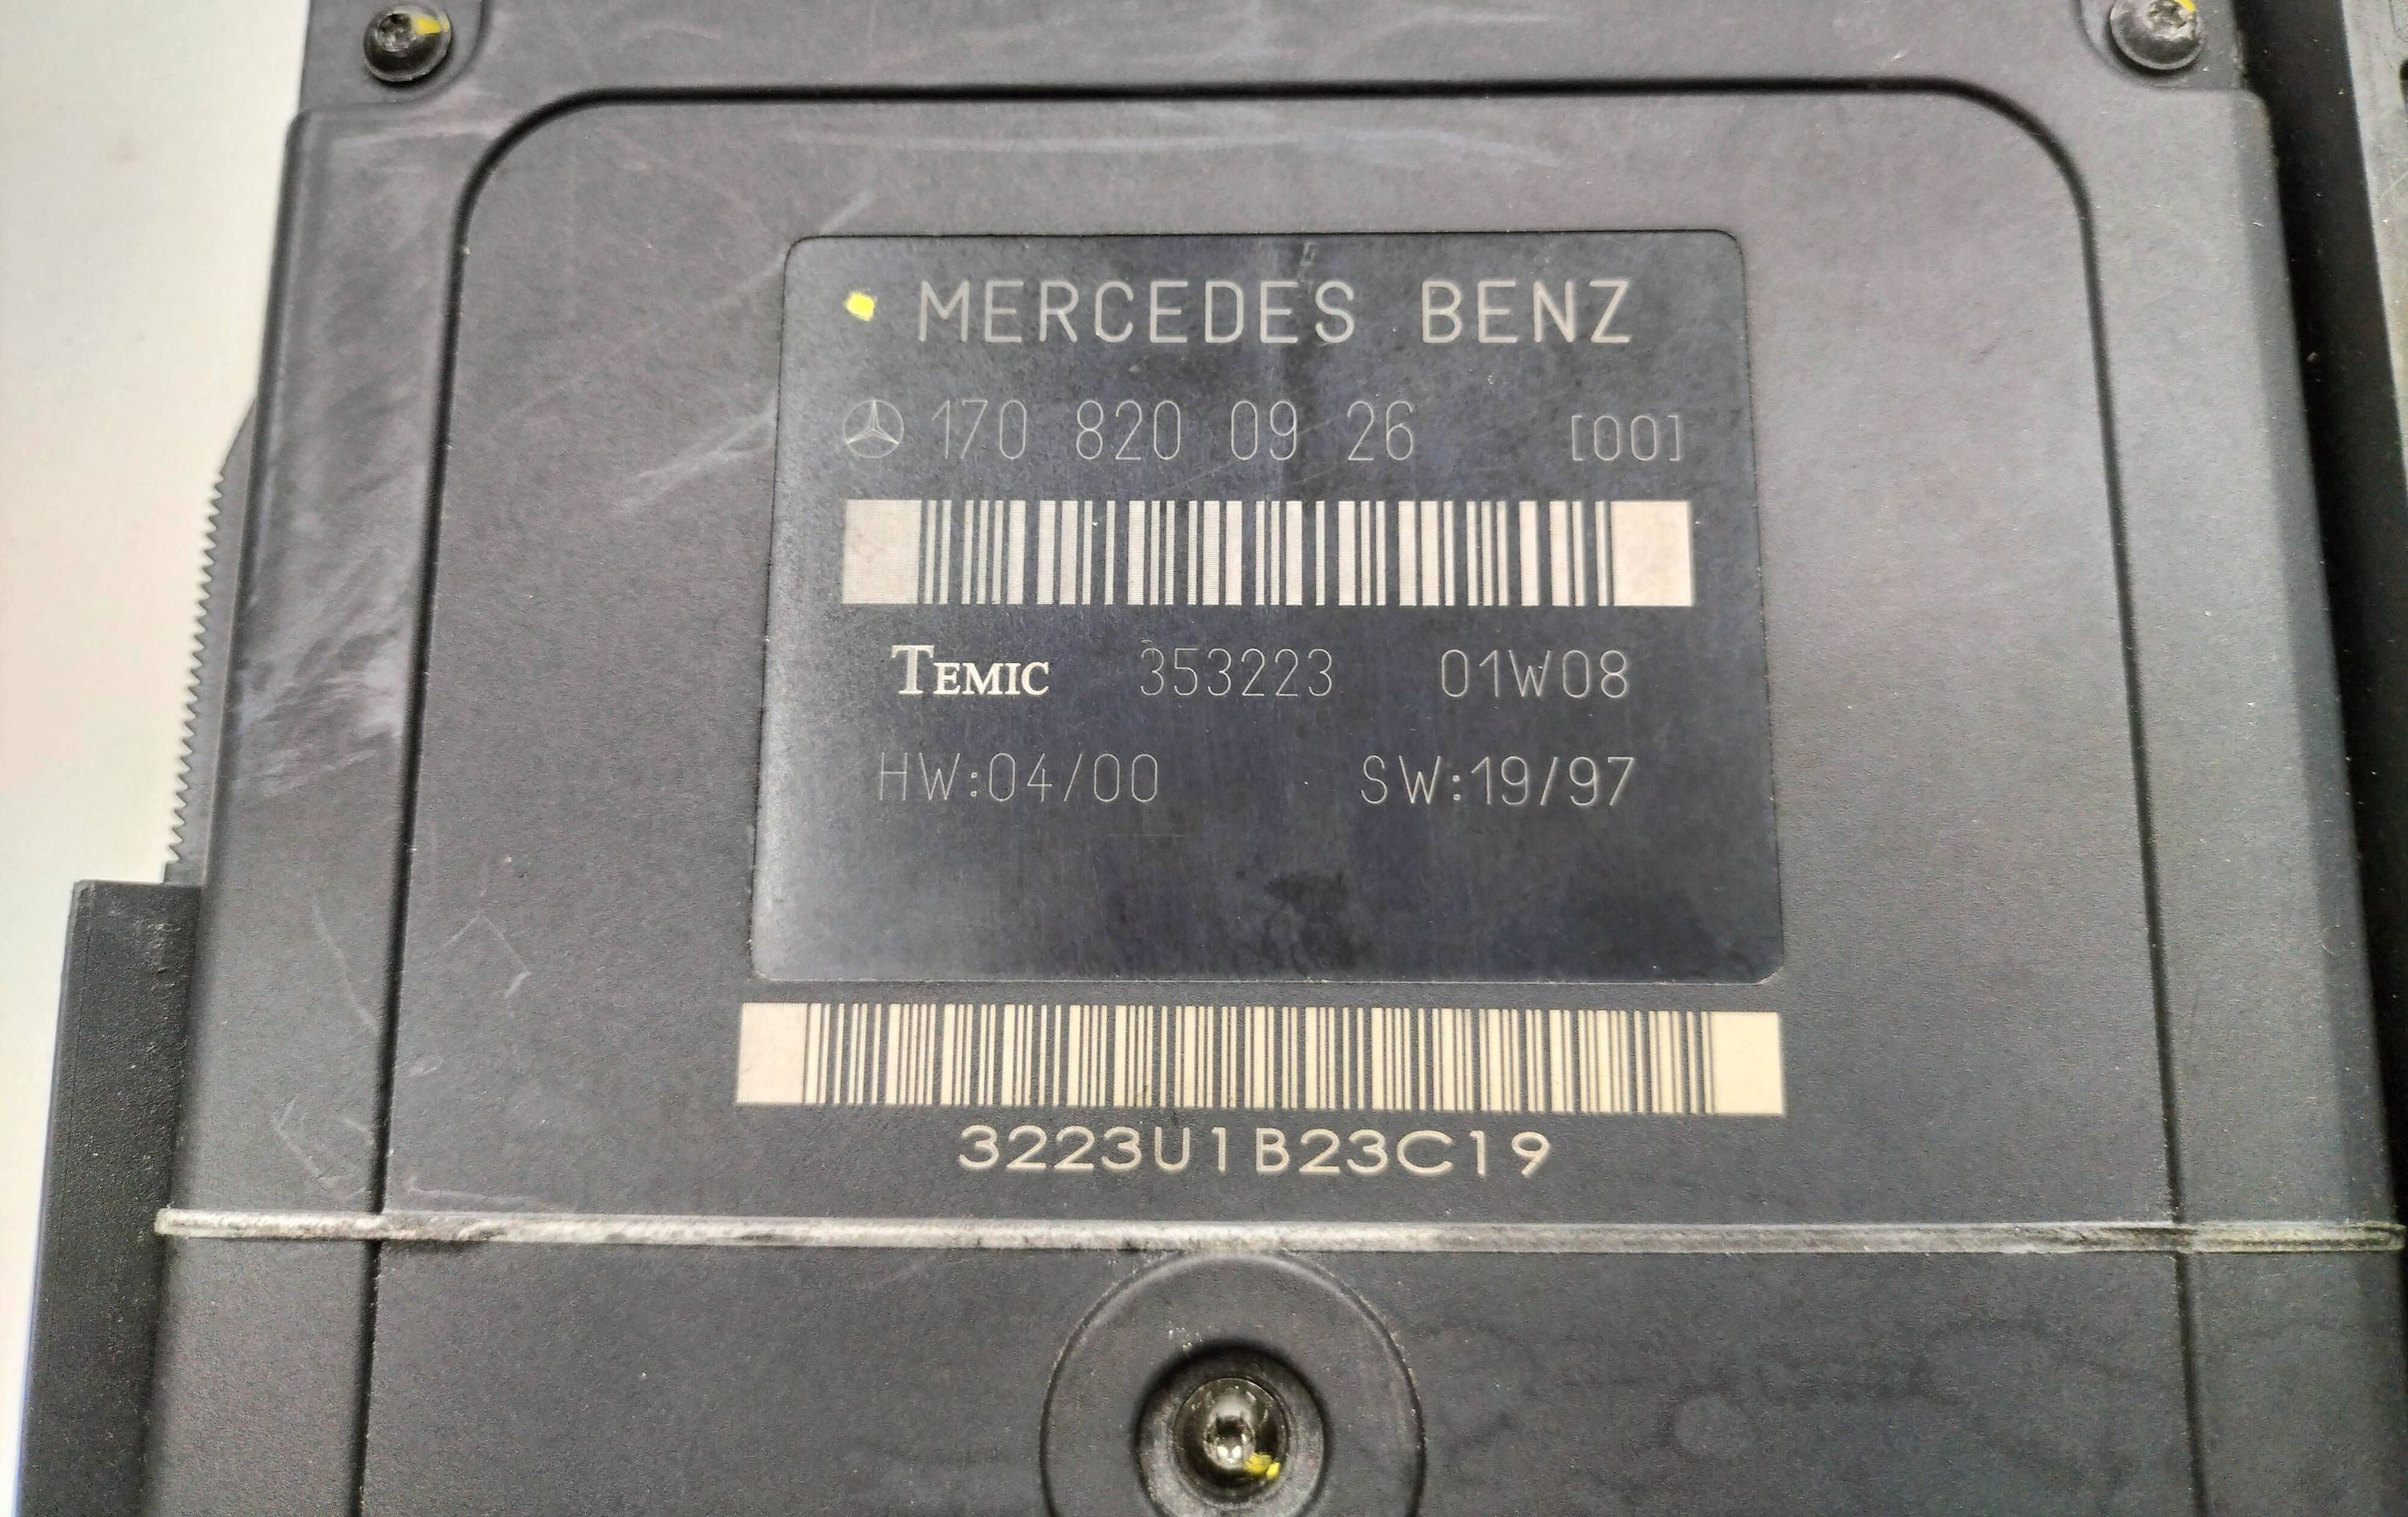 MERCEDES BENZ
170 820 09 26 [00]
TEMIC 353223 01W08
HW:04/00 SW:19/97
3223U1B23C19